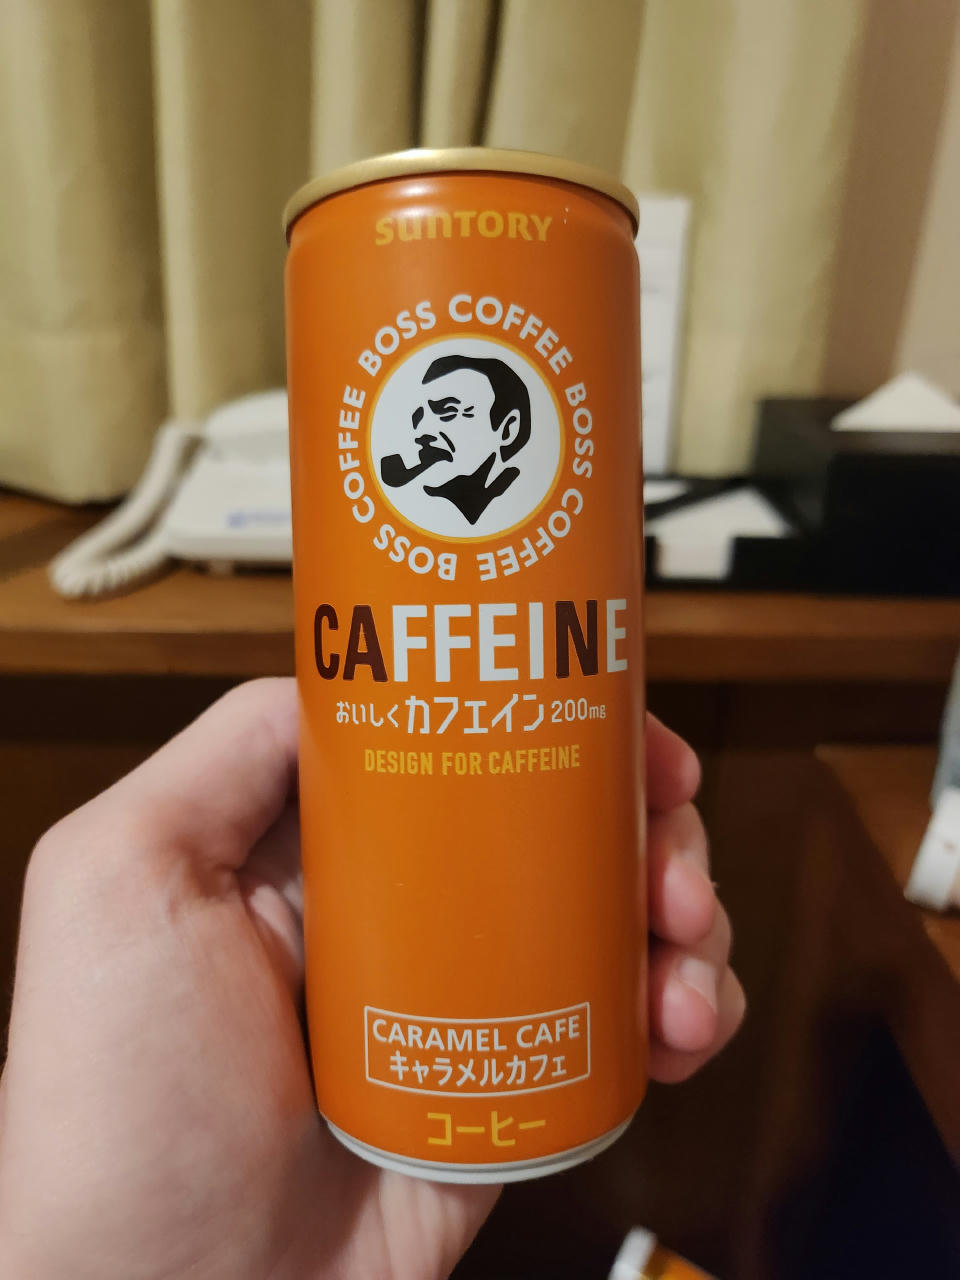 SUNTORY
BOSS COFFEE BOSS COFFEE BOSS COFFEE
CAFFEINE
おいしくカフェイン200mg
DESIGN FOR CAFFEINE
CARAMEL CAFE
キャラメルカフェ
コーヒー